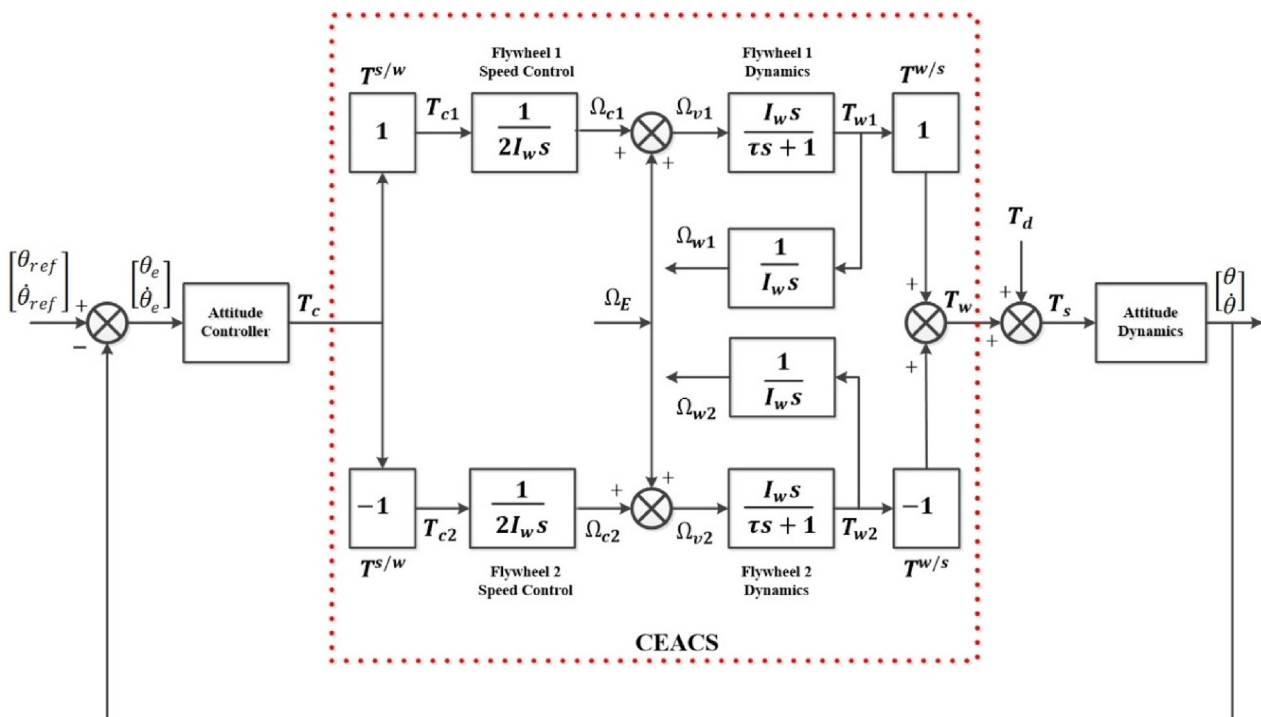 Flywheel 1
Speed Control
Flywheel 1
Dynamics
T^{s/w}
T^{w/s}
1
T_{c1}
1
2I_w s
Ω_{c1}
+
+
Ω_{v1}
I_w s
τs + 1
T_{w1}
1
Ω_{w1}
1
I_w s
T_d
[θ_{ref}
θ̇_{ref}]
+
−
[θ_e
θ̇_e]
Attitude
Controller
T_c
Ω_E
+
+
T_w
+
+
T_s
Attitude
Dynamics
[θ
θ̇]
1
I_w s
Ω_{w2}
−1
T_{c2}
1
2I_w s
Ω_{c2}
+
+
Ω_{v2}
I_w s
τs + 1
T_{w2}
−1
T^{s/w}
T^{w/s}
Flywheel 2
Speed Control
Flywheel 2
Dynamics
CEACS